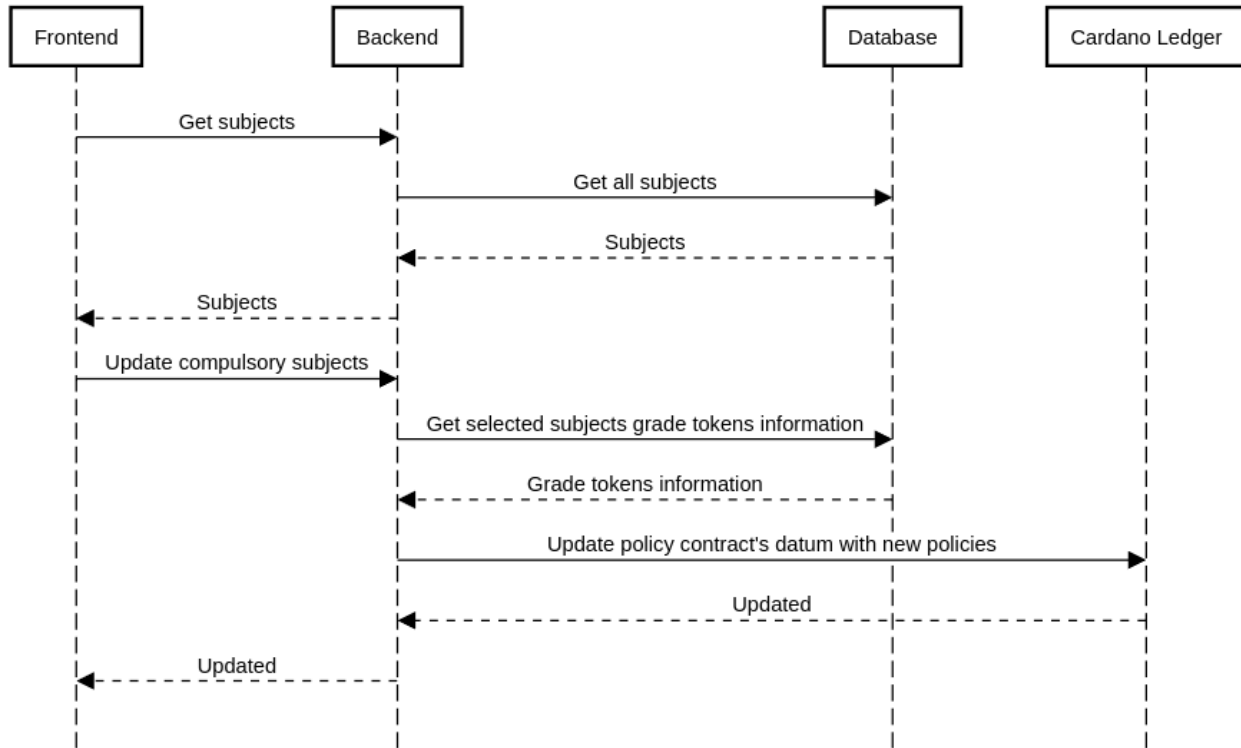 Frontend
Backend
Database
Cardano Ledger
Get subjects
Get all subjects
Subjects
Subjects
Update compulsory subjects
Get selected subjects grade tokens information
Grade tokens information
Update policy contract's datum with new policies
Updated
Updated